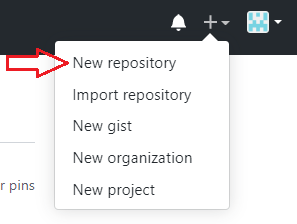 New repository
Import repository
New gist
New organization
r pins
New project